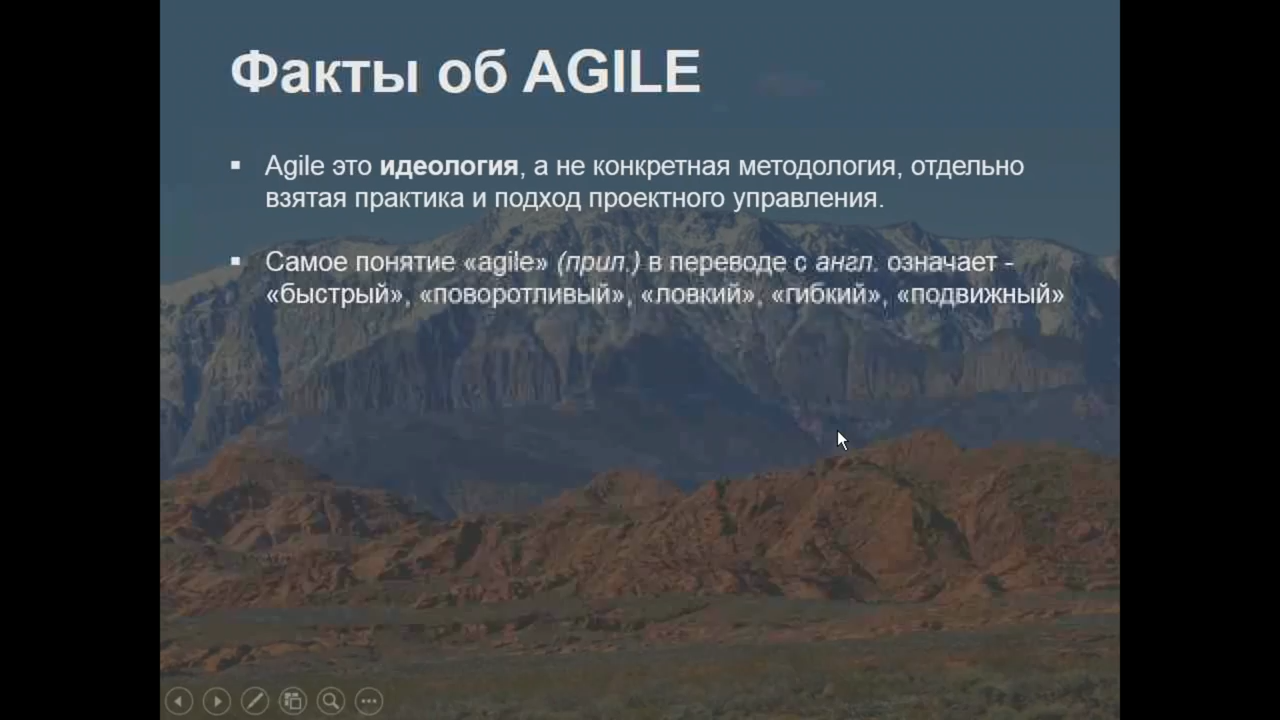 Факты об AGILE
▪ Agile это идеология, а не конкретная методология, отдельно
взятая практика и подход проектного управления.
▪ Самое понятие «agile» (прил.) в переводе с англ. означает -
«быстрый», «поворотливый», «ловкий», «гибкий», «подвижный»